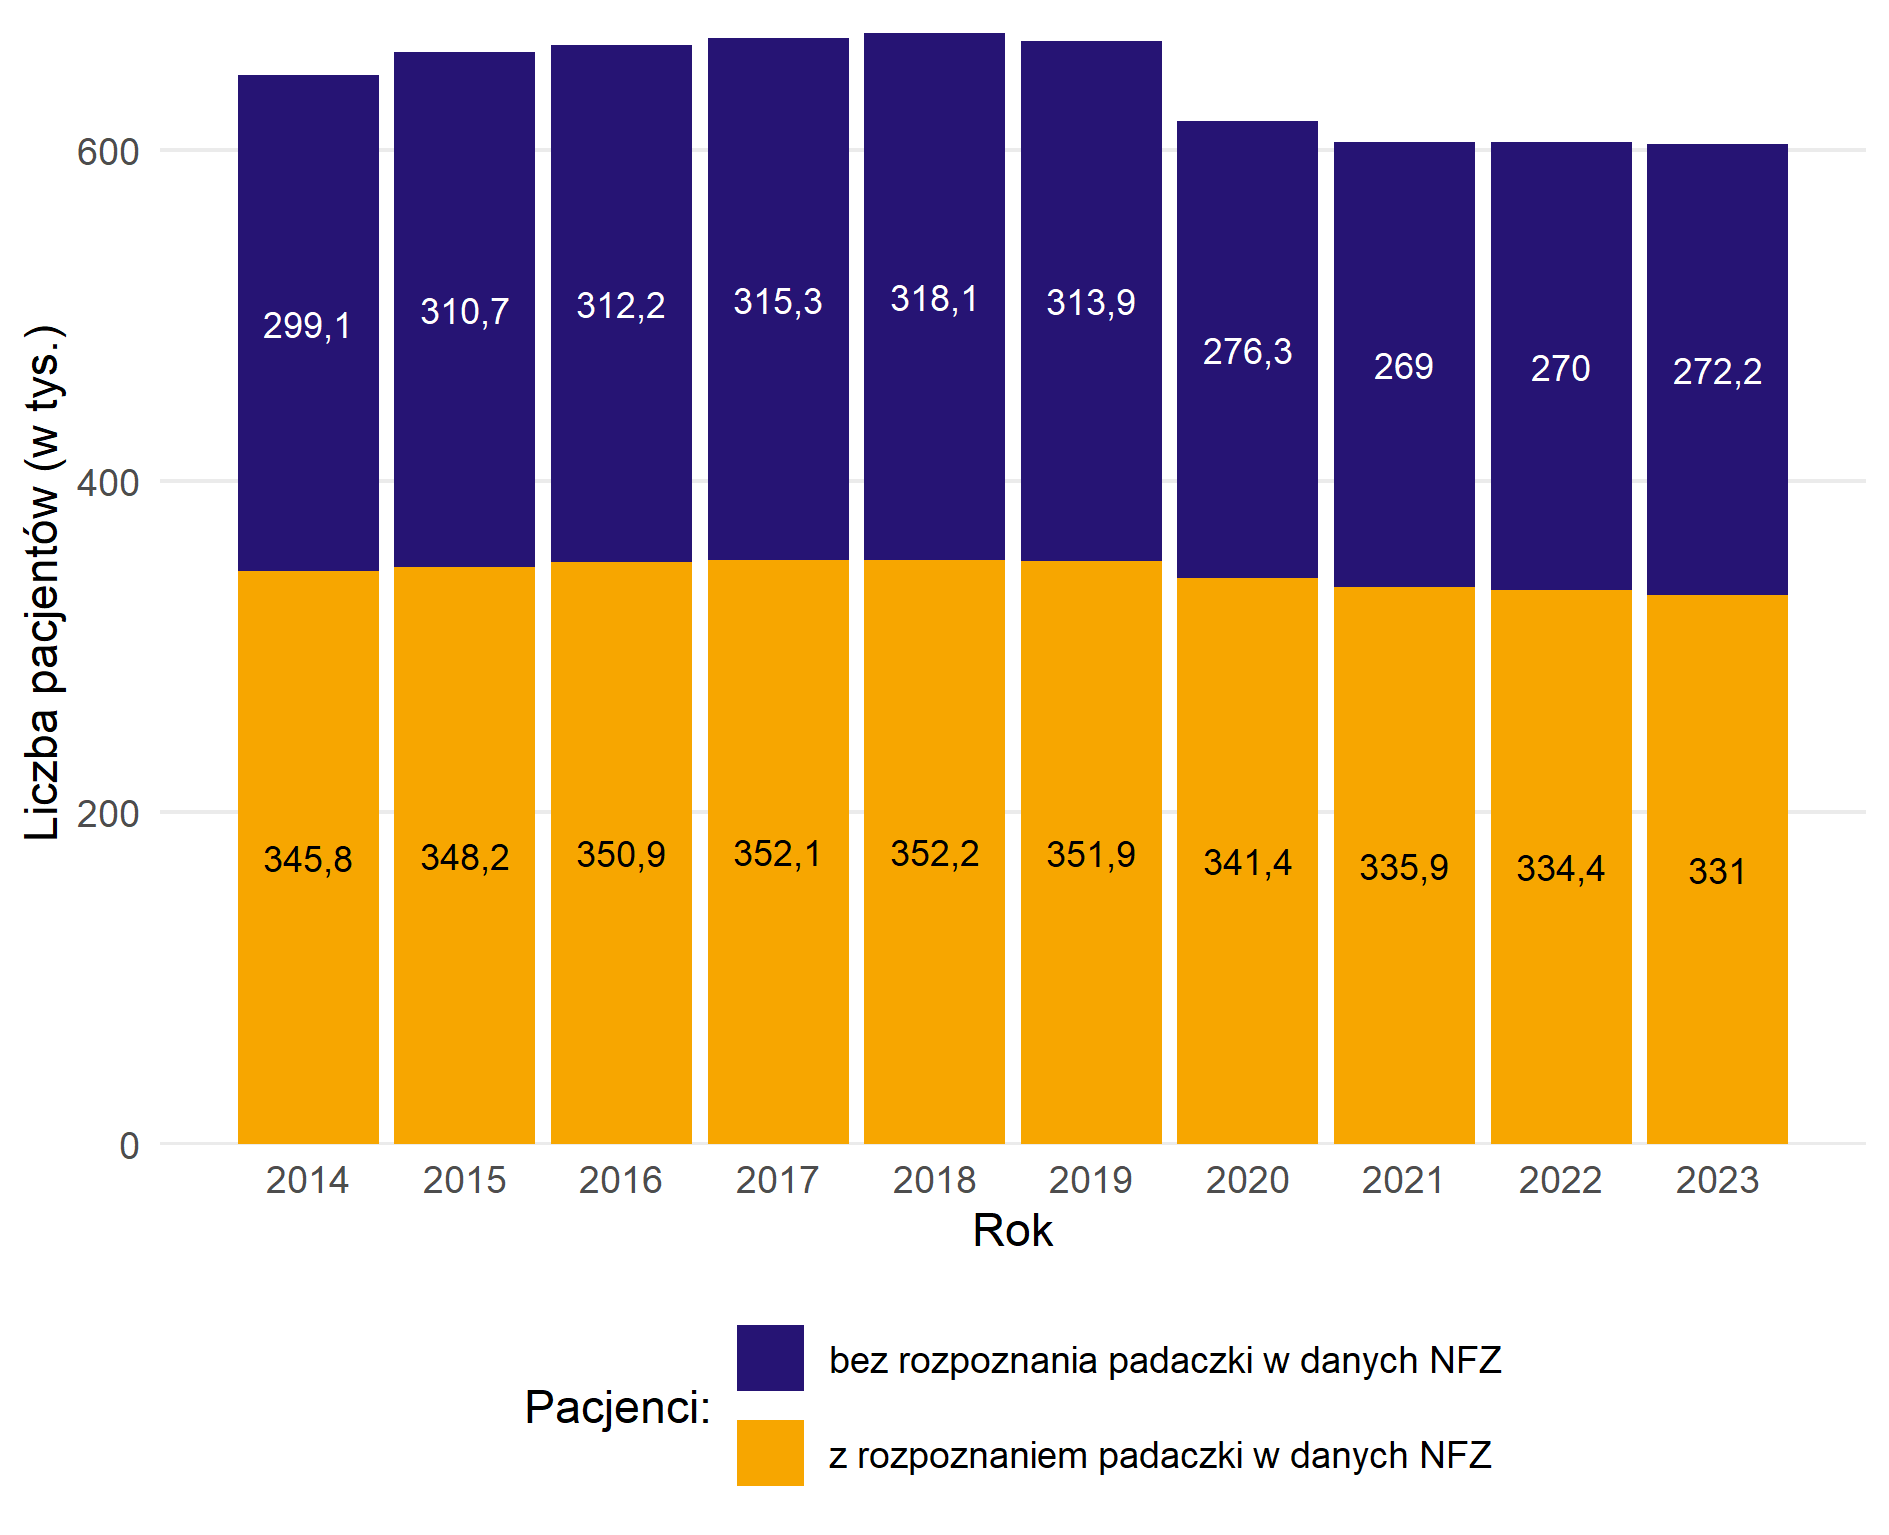 Liczba pacjentów (w tys.)
600
400
200
0
299,1 310,7 312,2 315,3 318,1 313,9 276,3 269 270 272,2
345,8 348,2 350,9 352,1 352,2 351,9 341,4 335,9 334,4 331
2014 2015 2016 2017 2018 2019 2020 2021 2022 2023
Rok
Pacjenci:
bez rozpoznania padaczki w danych NFZ
z rozpoznaniem padaczki w danych NFZ